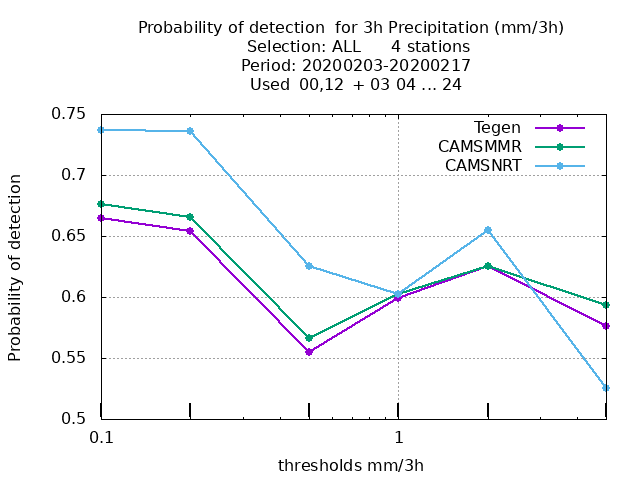 Probability of detection  for 3h Precipitation (mm/3h)
Selection: ALL      4 stations
Period: 20200203-20200217
Used  00,12  + 03 04 ... 24
Tegen
CAMSMMR
CAMSNRT
0.75
0.7
0.65
0.6
0.55
0.5
Probability of detection
0.1
1
thresholds mm/3h